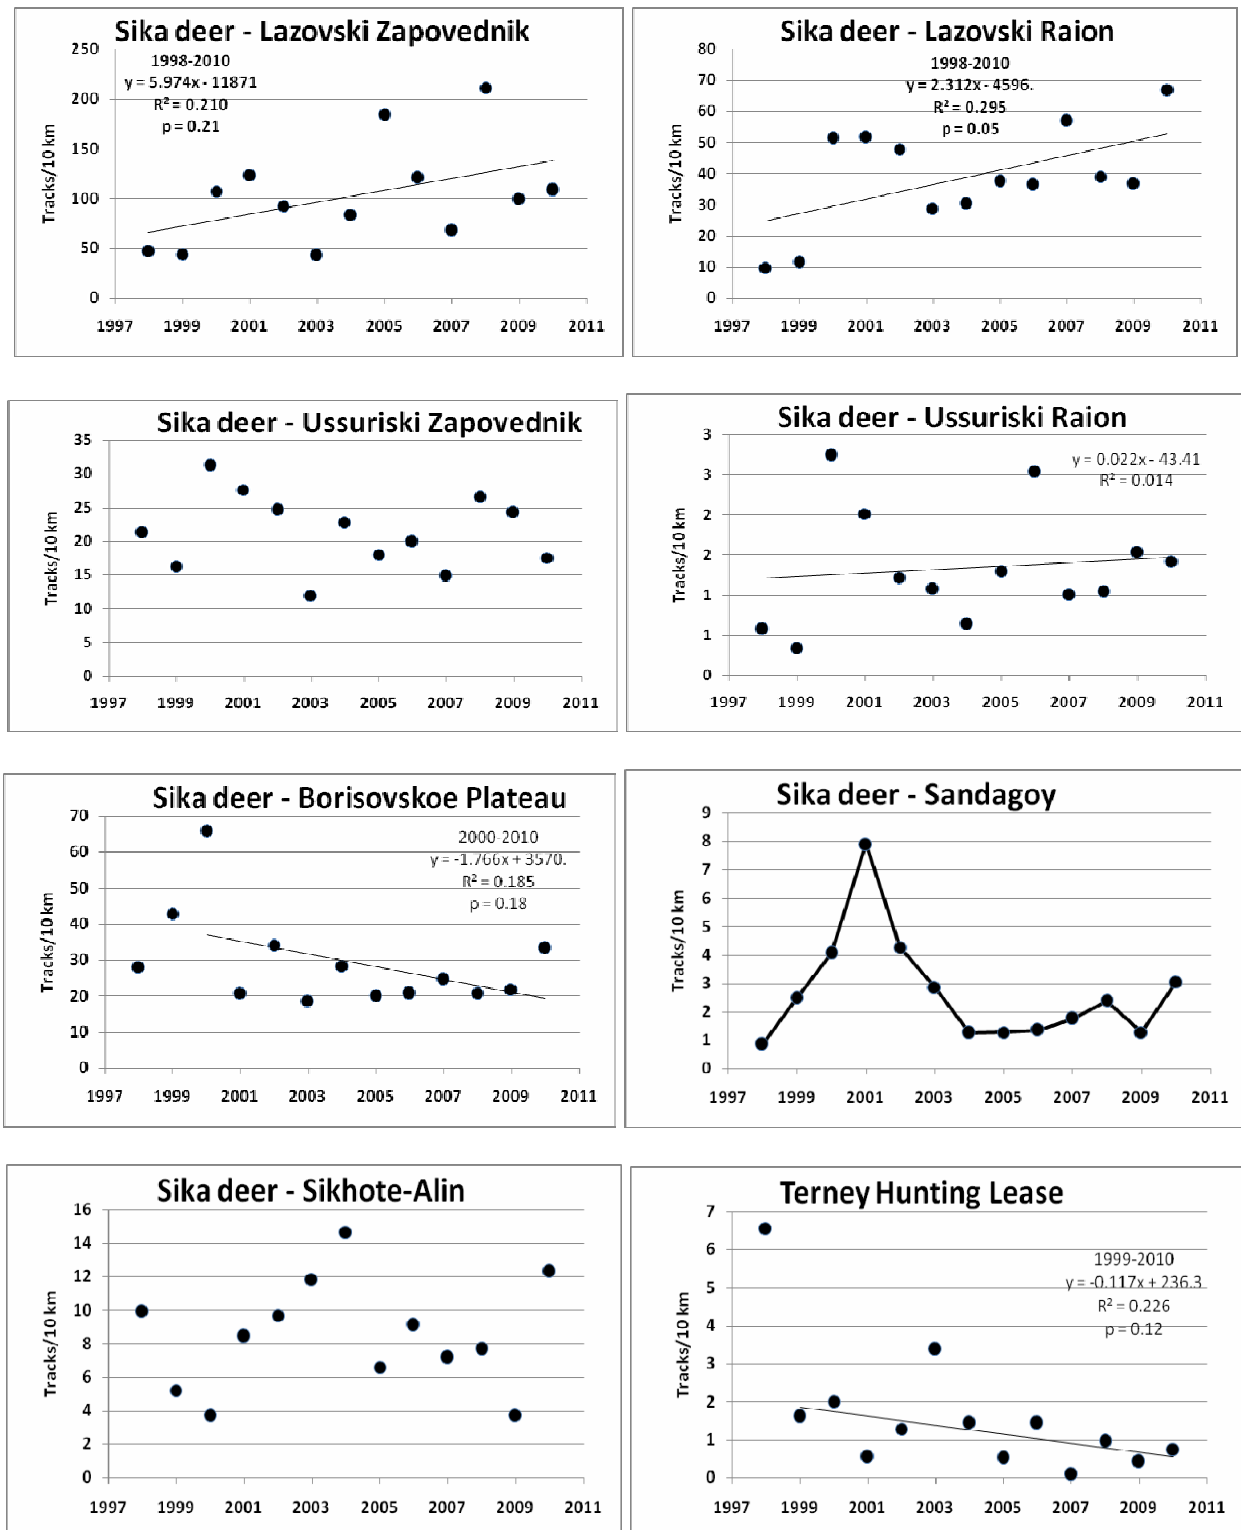 Sika deer - Lazovski Zapovednik
1998-2010
y = 5.974x - 11871
R² = 0.210
p = 0.21
Tracks/10 km
250
200
150
100
50
0
1997 1999 2001 2003 2005 2007 2009 2011
Sika deer - Lazovski Raion
1998-2010
y = 2.312x - 4596.
R² = 0.295
p = 0.05
Tracks/10 km
80
70
60
50
40
30
20
10
0
1997 1999 2001 2003 2005 2007 2009 2011
Sika deer - Ussuriski Zapovednik
Tracks/10 km
35
30
25
20
15
10
5
0
1997 1999 2001 2003 2005 2007 2009 2011
Sika deer - Ussuriski Raion
y = 0.022x - 43.41
R² = 0.014
Tracks/10 km
3
3
2
2
1
1
0
1997 1999 2001 2003 2005 2007 2009 2011
Sika deer - Borisovskoe Plateau
2000-2010
y = -1.766x + 3570.
R² = 0.185
p = 0.18
Tracks/10 km
70
60
50
40
30
20
10
0
1997 1999 2001 2003 2005 2007 2009 2011
Sika deer - Sandagoy
Tracks/10 km
9
8
7
6
5
4
3
2
1
0
1997 1999 2001 2003 2005 2007 2009 2011
Sika deer - Sikhote-Alin
Tracks/10 km
16
14
12
10
8
6
4
2
0
1997 1999 2001 2003 2005 2007 2009 2011
Terney Hunting Lease
1999-2010
y = -0.117x + 236.3
R² = 0.226
p = 0.12
Tracks/10 km
7
6
5
4
3
2
1
0
1997 1999 2001 2003 2005 2007 2009 2011